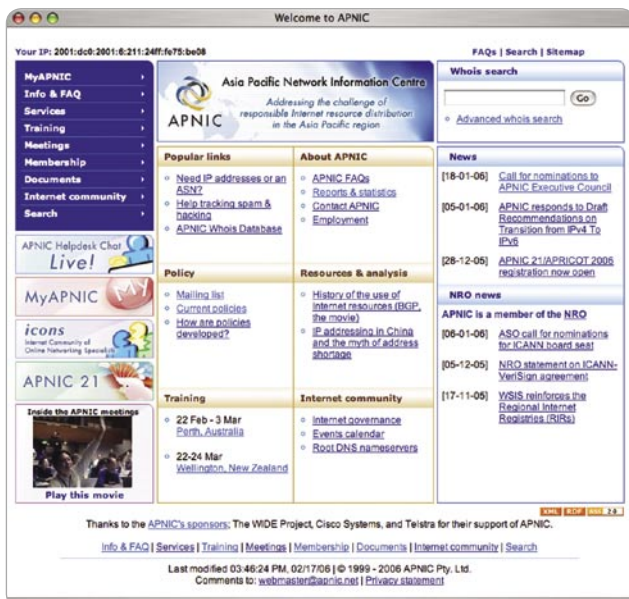 Welcome to APNIC
Your IP: 2001:dc0:2001:6:211:24ff:fe75:be08
FAQs | Search | Sitemap
MyAPNIC
Info & FAQ
Services
Training
Meetings
Membership
Documents
Internet community
Search
APNIC
Asia Pacific Network Information Centre
Addressing the challenge of
responsible Internet resource distribution
in the Asia Pacific region
Whois search
Go
Advanced whois search
APNIC Helpdesk Chat
Live!
MyAPNIC
MY
icons
Internet Community of
Online Networking Specialists
APNIC 21
Inside the APNIC meetings
Play this movie
Popular links
Need IP addresses or an
ASN?
Help tracking spam &
hacking
APNIC Whois Database
About APNIC
APNIC FAQs
Reports & statistics
Contact APNIC
Employment
Policy
Mailing list
Current policies
How are policies
developed?
Resources & analysis
History of the use of
Internet resources (BGP,
the movie)
IP addressing in China
and the myth of address
shortage
Training
22 Feb - 3 Mar
Perth, Australia
22-24 Mar
Wellington, New Zealand
Internet community
Internet governance
Events calendar
Root DNS nameservers
News
[18-01-06] Call for nominations to
APNIC Executive Council
[05-01-06] APNIC responds to Draft
Recommendations on
Transition from IPv4 To
IPv6
[28-12-05] APNIC 21/APRICOT 2006
registration now open
NRO news
APNIC is a member of the NRO
[06-01-06] ASO call for nominations
for ICANN board seat
[05-12-05] NRO statement on ICANN-
VeriSign agreement
[17-11-05] WSIS reinforces the
Regional Internet
Registries (RIRs)
XML RDF RSS 2.0
Thanks to the APNIC's sponsors; The WIDE Project, Cisco Systems, and Telstra for their support of APNIC.
Info & FAQ | Services | Training | Meetings | Membership | Documents | Internet community | Search
Last modified 03:46:24 PM, 02/17/06 | © 1999 - 2006 APNIC Pty. Ltd.
Comments to: webmaster@apnic.net | Privacy statement